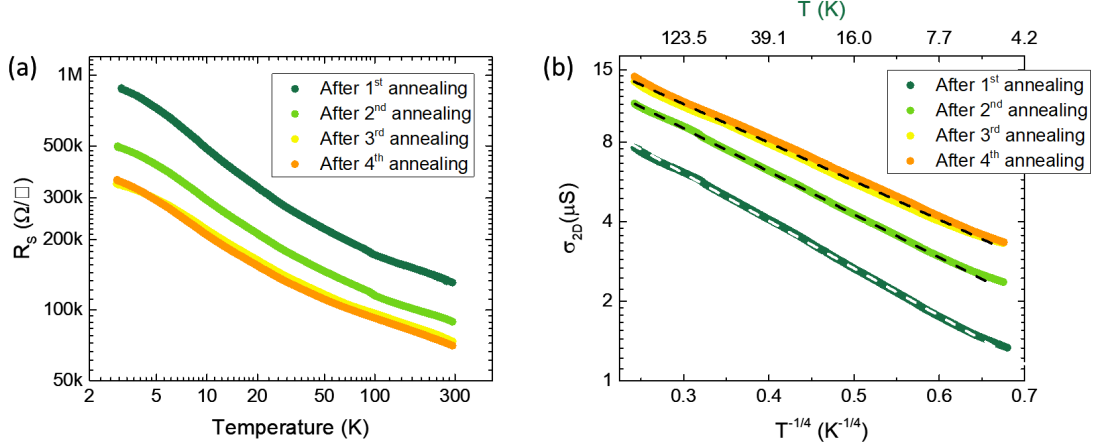 (a)
1M
500k
300k
200k
100k
50k
R_s (Ω/□)
2 5 10 20 50 100 300
Temperature (K)
After 1st annealing
After 2nd annealing
After 3rd annealing
After 4th annealing
(b)
T (K)
123.5 39.1 16.0 7.7 4.2
15
8
4
2
1
σ2D(μS)
0.3 0.4 0.5 0.6 0.7
T-1/4 (K-1/4)
After 1st annealing
After 2nd annealing
After 3rd annealing
After 4th annealing